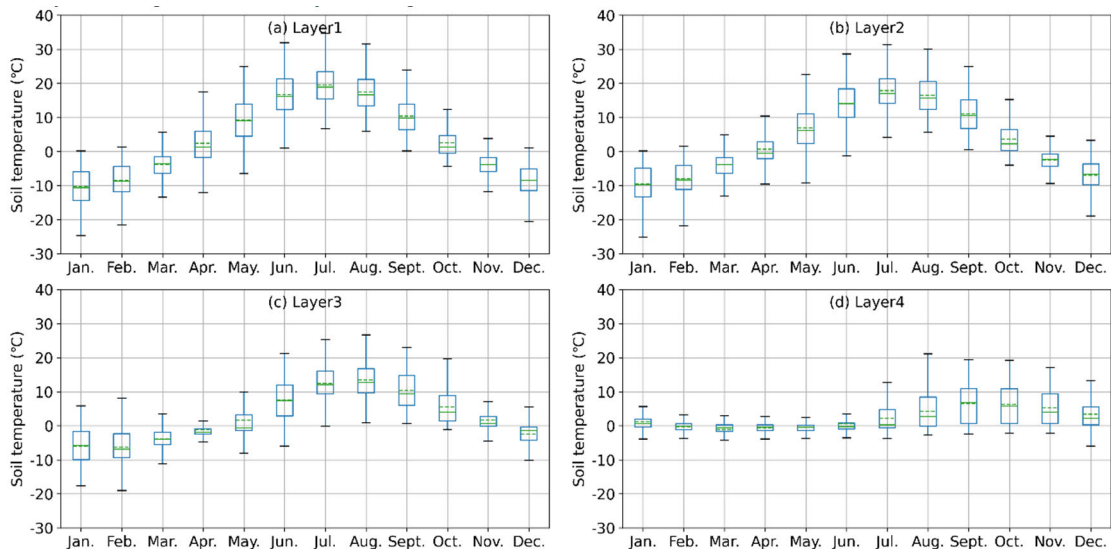 (a) Layer1
Soil temperature (℃)
40
30
20
10
0
-10
-20
-30
Jan. Feb. Mar. Apr. May. Jun. Jul. Aug. Sept. Oct. Nov. Dec.
(b) Layer2
Soil temperature (℃)
40
30
20
10
0
-10
-20
-30
Jan. Feb. Mar. Apr. May. Jun. Jul. Aug. Sept. Oct. Nov. Dec.
(c) Layer3
Soil temperature (℃)
40
30
20
10
0
-10
-20
-30
Jan. Feb. Mar. Apr. May. Jun. Jul. Aug. Sept. Oct. Nov. Dec.
(d) Layer4
Soil temperature (℃)
40
30
20
10
0
-10
-20
-30
Jan. Feb. Mar. Apr. May. Jun. Jul. Aug. Sept. Oct. Nov. Dec.